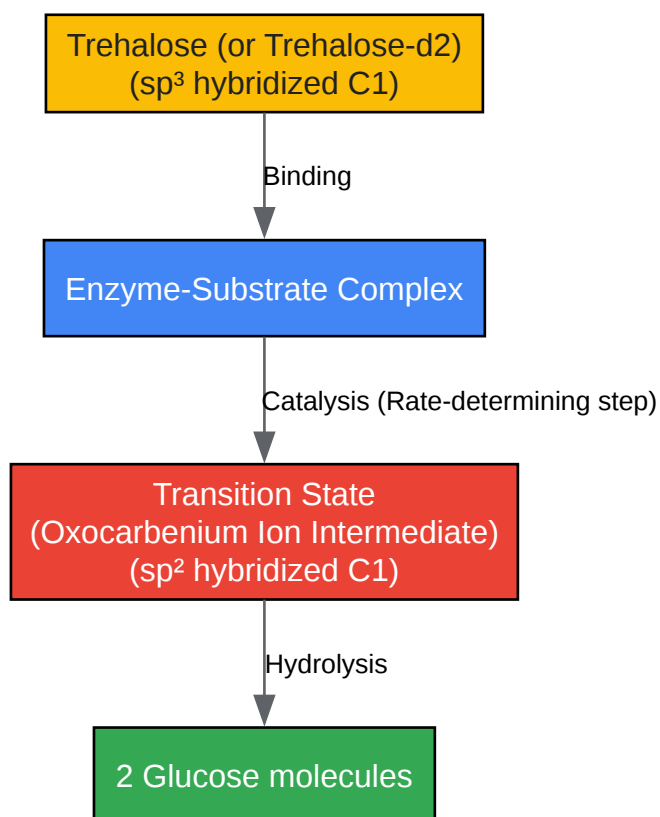 Trehalose (or Trehalose-d2)
(sp³ hybridized C1)
Binding
Enzyme-Substrate Complex
Catalysis (Rate-determining step)
Transition State
(Oxocarbenium Ion Intermediate)
(sp² hybridized C1)
Hydrolysis
2 Glucose molecules